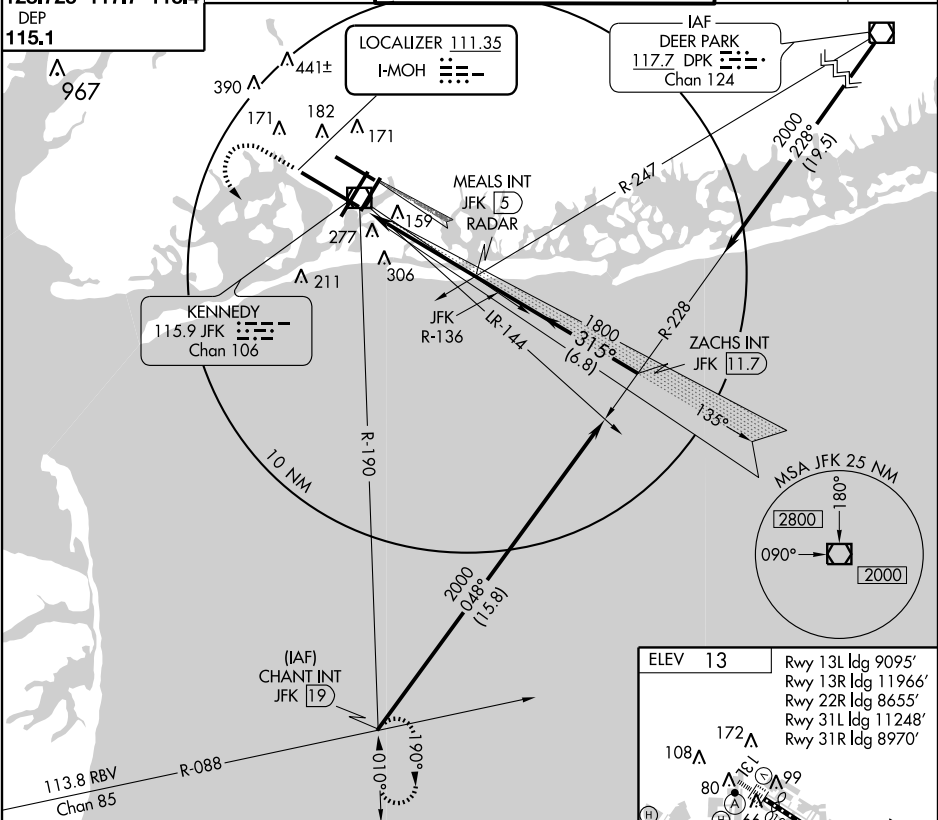 DEP
115.1
967
390
441±
171
182
171
LOCALIZER 111.35
I-MOH
IAF
DEER PARK
117.7 DPK
Chan 124
2000
228°
(19.5)
R-247
MEALS INT
JFK 5
RADAR
159
277
306
211
KENNEDY
115.9 JFK
Chan 106
JFK
R-136
LR-144
1800
315°
(6.8)
R-228
ZACHS INT
JFK 11.7
135°
R-190
10 NM
MSA JFK 25 NM
180°
2800
090°
2000
2000
048°
(15.8)
(IAF)
CHANT INT
JFK 19
190°
010°
113.8 RBV
Chan 85
R-088
ELEV 13
Rwy 13L ldg 9095'
Rwy 13R ldg 11966'
Rwy 22R ldg 8655'
Rwy 31L ldg 11248'
Rwy 31R ldg 8970'
172
108
80
13L
V
99
A
H
H